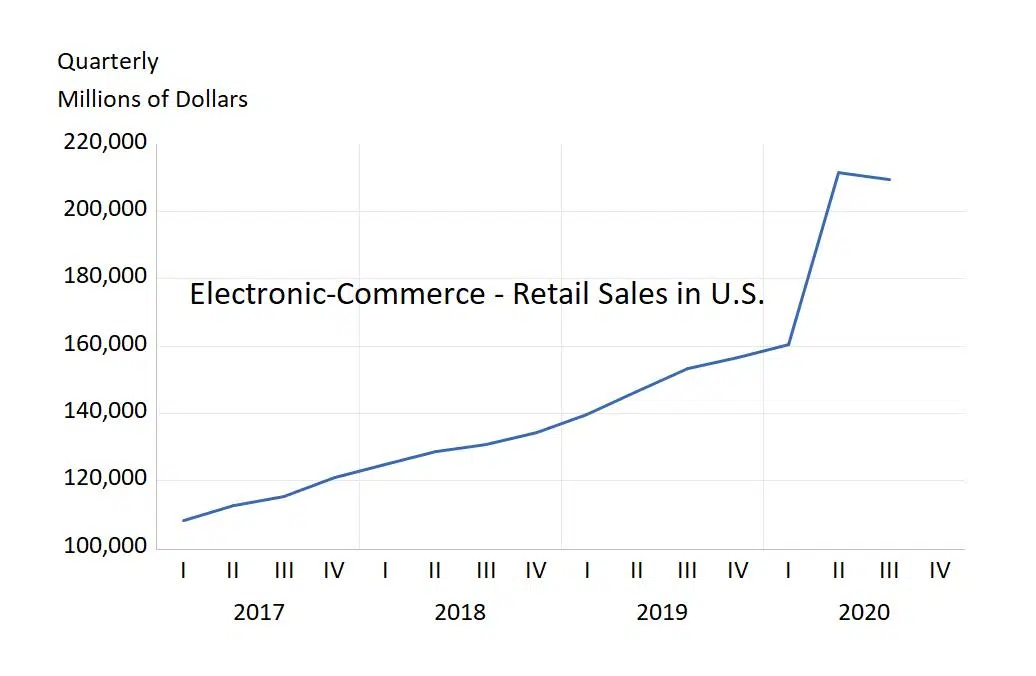 Quarterly
Millions of Dollars
220,000
200,000
180,000
Electronic-Commerce - Retail Sales in U.S.
160,000
140,000
120,000
100,000
I II III IV I II III IV I II III IV I II III IV
2017 2018 2019 2020